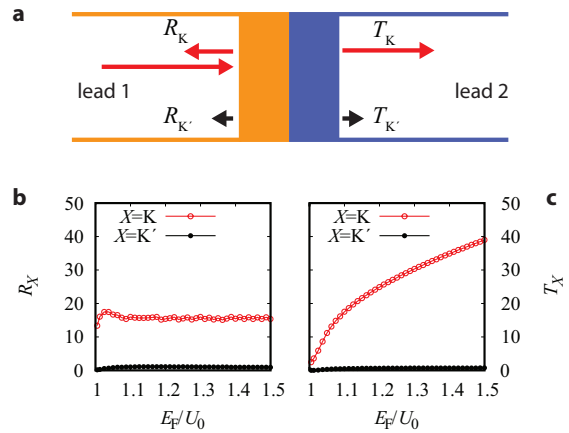 a
R_K T_K
lead 1 lead 2
R_K′ T_K′
b c
X=K X=K
X=K′ X=K′
50 50
40 40
30 30
20 20
10 10
0 0
R_X T_X
1 1.1 1.2 1.3 1.4 1.5 1 1.1 1.2 1.3 1.4 1.5
E_F/U_0 E_F/U_0